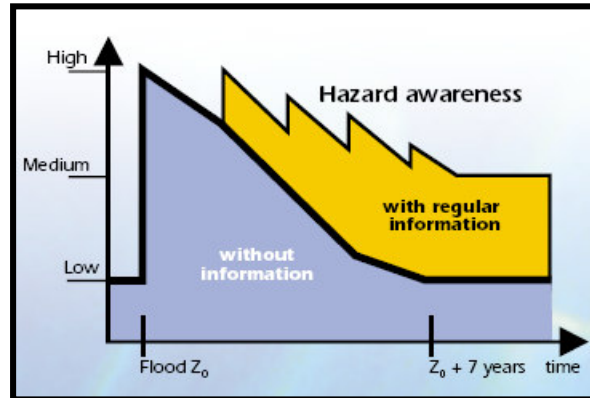 High
Hazard awareness
Medium
with regular
information
without
information
Low
Flood Z₀
Z₀ + 7 years
time